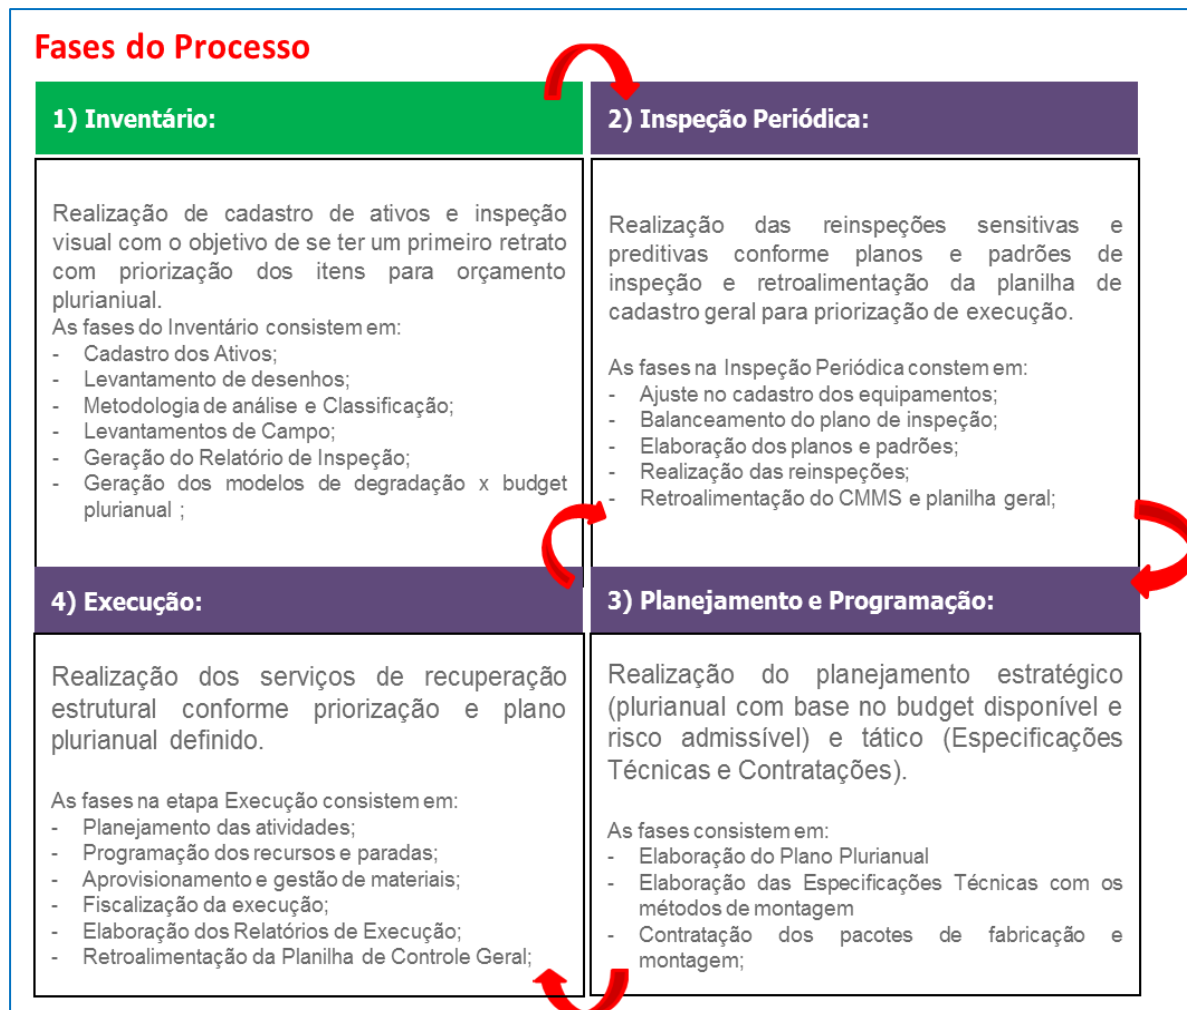 Fases do Processo
1) Inventário:
Realização de cadastro de ativos e inspeção
visual com o objetivo de se ter um primeiro retrato
com priorização dos itens para orçamento
plurianiual.
As fases do Inventário consistem em:
- Cadastro dos Ativos;
- Levantamento de desenhos;
- Metodologia de análise e Classificação;
- Levantamentos de Campo;
- Geração do Relatório de Inspeção;
- Geração dos modelos de degradação x budget
plurianual ;
2) Inspeção Periódica:
Realização das reinspeções sensitivas e
preditivas conforme planos e padrões de
inspeção e retroalimentação da planilha de
cadastro geral para priorização de execução.
As fases na Inspeção Periódica constem em:
- Ajuste no cadastro dos equipamentos;
- Balanceamento do plano de inspeção;
- Elaboração dos planos e padrões;
- Realização das reinspeções;
- Retroalimentação do CMMS e planilha geral;
3) Planejamento e Programação:
Realização do planejamento estratégico
(plurianual com base no budget disponível e
risco admissível) e tático (Especificações
Técnicas e Contratações).
As fases consistem em:
- Elaboração do Plano Plurianual
- Elaboração das Especificações Técnicas com os
métodos de montagem
- Contratação dos pacotes de fabricação e
montagem;
4) Execução:
Realização dos serviços de recuperação
estrutural conforme priorização e plano
plurianual definido.
As fases na etapa Execução consistem em:
- Planejamento das atividades;
- Programação dos recursos e paradas;
- Aprovisionamento e gestão de materiais;
- Fiscalização da execução;
- Elaboração dos Relatórios de Execução;
- Retroalimentação da Planilha de Controle Geral;